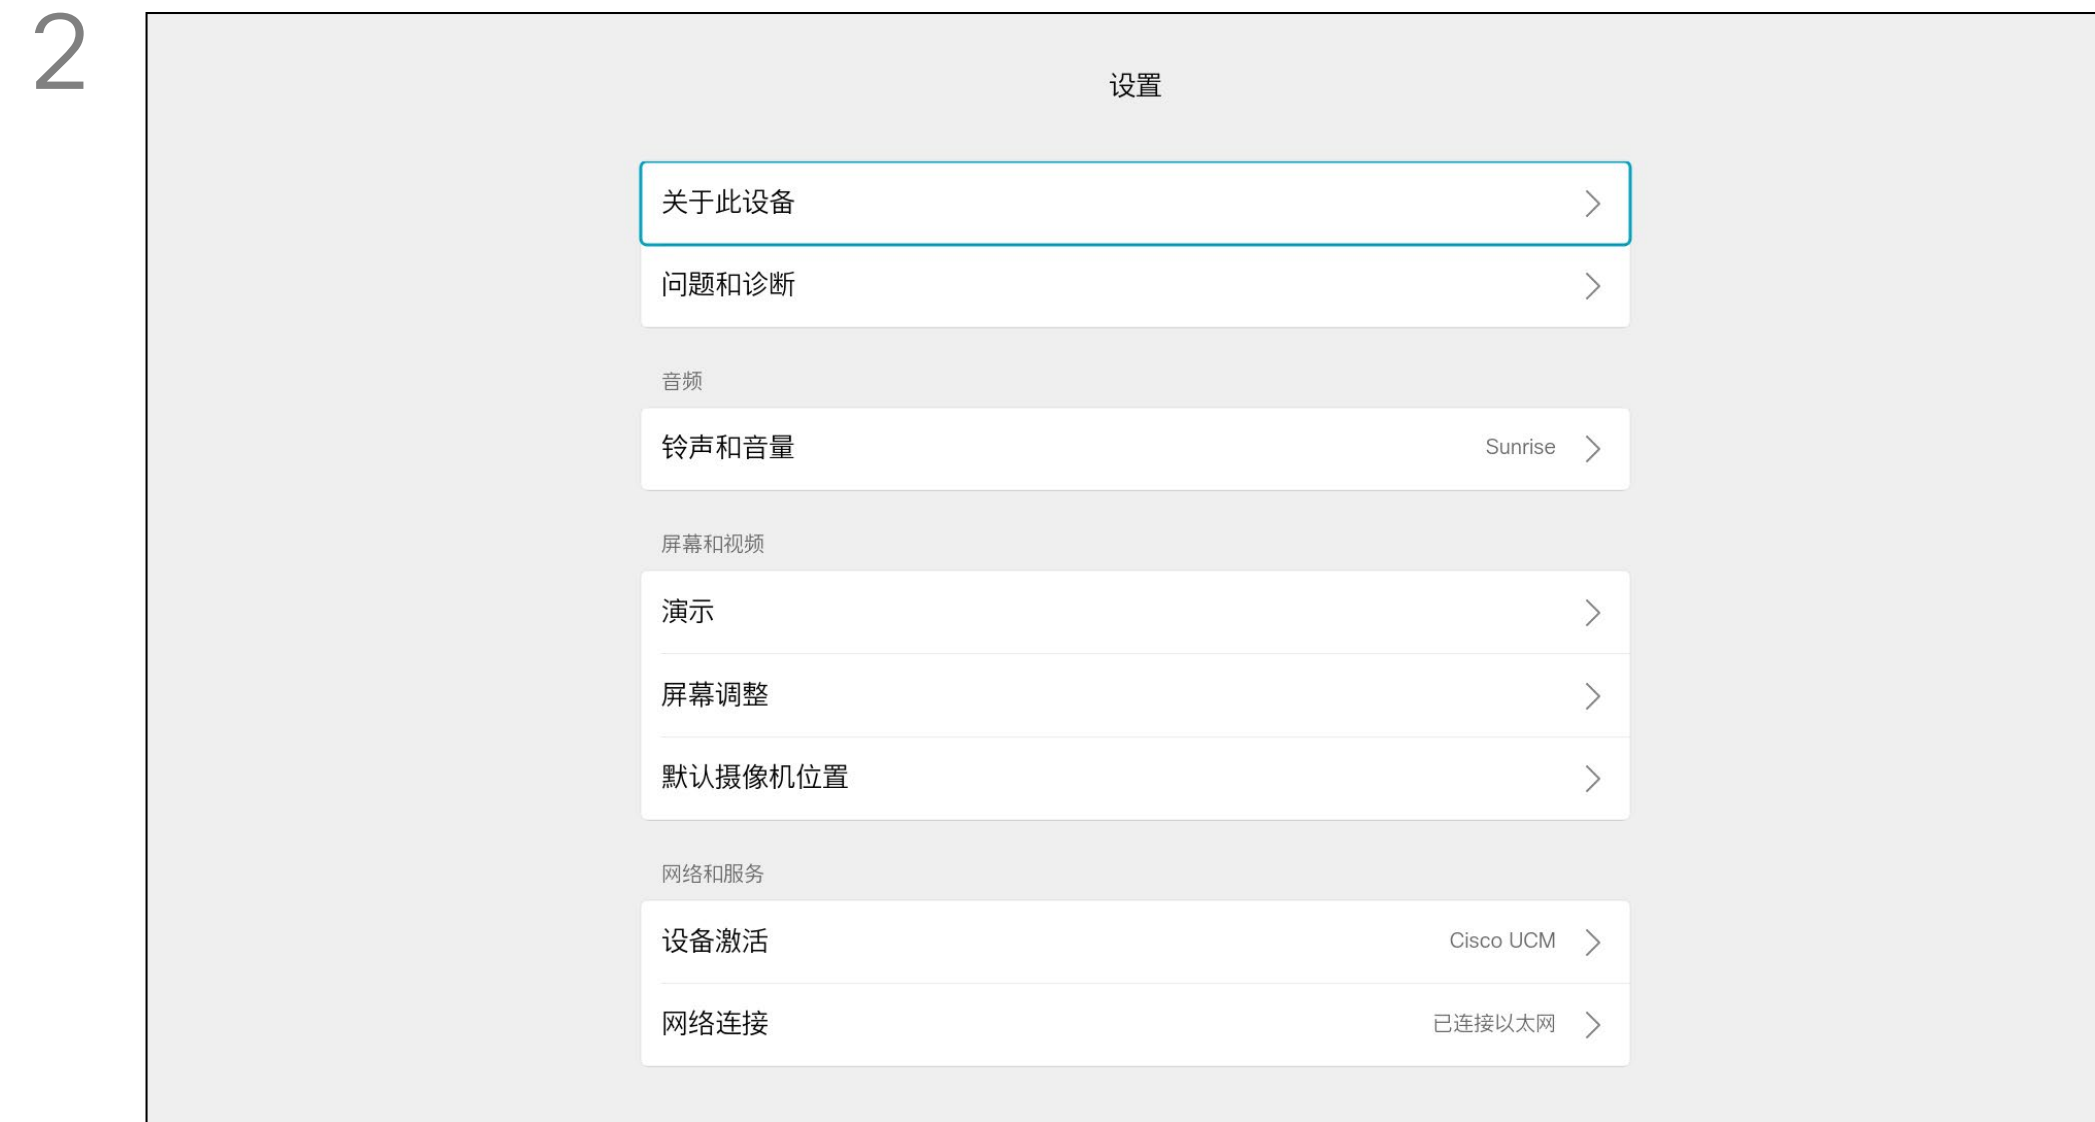 2
设置
关于此设备
问题和诊断
音频
铃声和音量 Sunrise
屏幕和视频
演示
屏幕调整
默认摄像机位置
网络和服务
设备激活 Cisco UCM
网络连接 已连接以太网